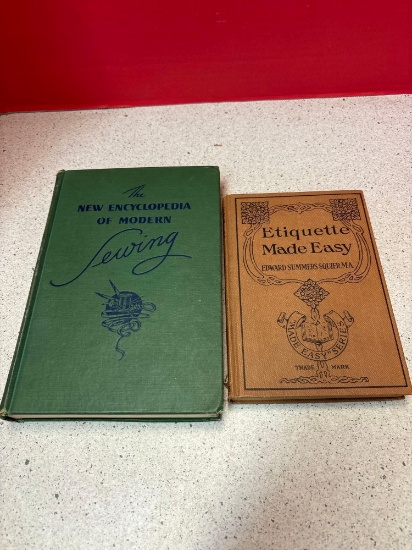 The
NEW ENCYCLOPEDIA
OF MODERN
Sewing
Etiquette
Made Easy
EDWARD SUMMERS SQUIER, M.A.
"MADE EASY" SERIES
TRADE MARK